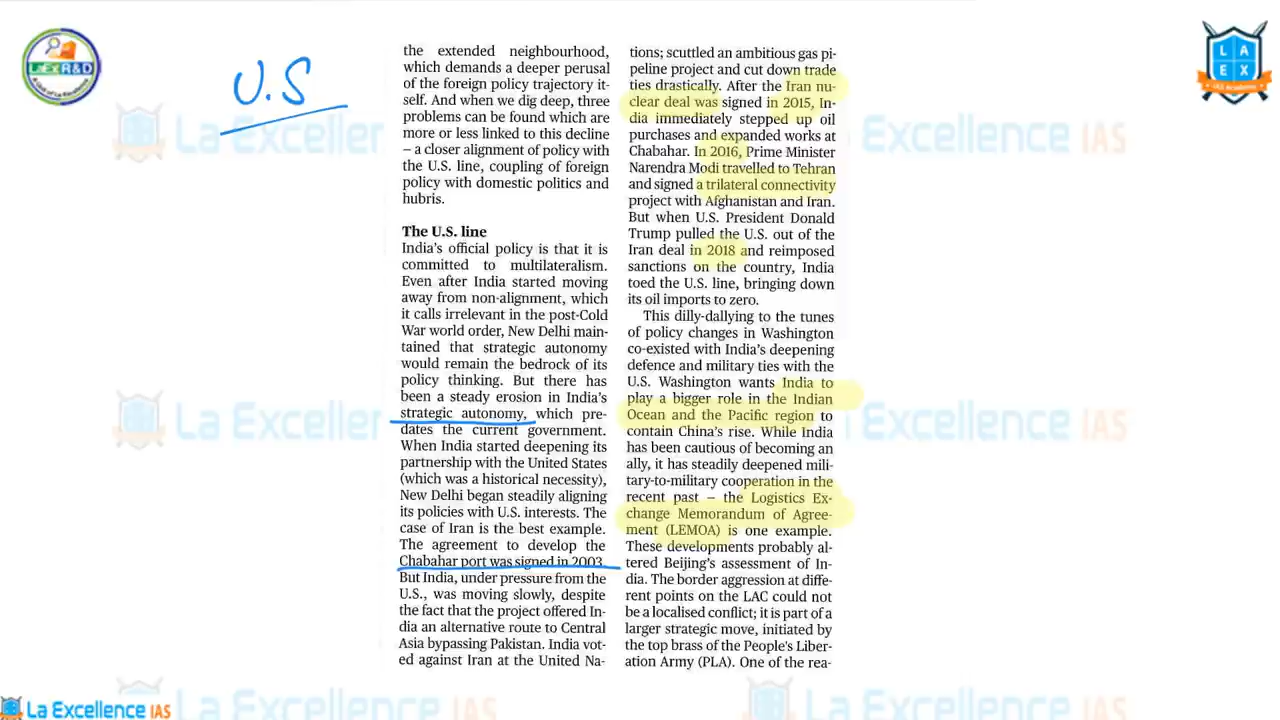 U.S
the extended neighbourhood,
which demands a deeper perusal
of the foreign policy trajectory it-
self. And when we dig deep, three
problems can be found which are
more or less linked to this decline
– a closer alignment of policy with
the U.S. line, coupling of foreign
policy with domestic politics and
hubris.
The U.S. line
India's official policy is that it is
committed to multilateralism.
Even after India started moving
away from non-alignment, which
it calls irrelevant in the post-Cold
War world order, New Delhi main-
tained that strategic autonomy
would remain the bedrock of its
policy thinking. But there has
been a steady erosion in India's
strategic autonomy, which pre-
dates the current government.
When India started deepening its
partnership with the United States
(which was a historical necessity),
New Delhi began steadily aligning
its policies with U.S. interests. The
case of Iran is the best example.
The agreement to develop the
Chabahar port was signed in 2003.
But India, under pressure from the
U.S., was moving slowly, despite
the fact that the project offered In-
dia an alternative route to Central
Asia bypassing Pakistan. India vot-
ed against Iran at the United Na-
tions; scuttled an ambitious gas pi-
peline project and cut down trade
ties drastically. After the Iran nu-
clear deal was signed in 2015, In-
dia immediately stepped up oil
purchases and expanded works at
Chabahar. In 2016, Prime Minister
Narendra Modi travelled to Tehran
and signed a trilateral connectivity
project with Afghanistan and Iran.
But when U.S. President Donald
Trump pulled the U.S. out of the
Iran deal in 2018 and reimposed
sanctions on the country, India
toed the U.S. line, bringing down
its oil imports to zero.
This dilly-dallying to the tunes
of policy changes in Washington
co-existed with India's deepening
defence and military ties with the
U.S. Washington wants India to
play a bigger role in the Indian
Ocean and the Pacific region to
contain China's rise. While India
has been cautious of becoming an
ally, it has steadily deepened mili-
tary-to-military cooperation in the
recent past – the Logistics Ex-
change Memorandum of Agree-
ment (LEMOA) is one example.
These developments probably al-
tered Beijing's assessment of In-
dia. The border aggression at diffe-
rent points on the LAC could not
be a localised conflict; it is part of a
larger strategic move, initiated by
the top brass of the People's Liber-
ation Army (PLA). One of the rea-
LaEx R&D
L A
E X
La Excellence
Excellence IAS
La Excellence
Excellence IAS
La Excellence
La Excellence IAS
La Excellence IAS